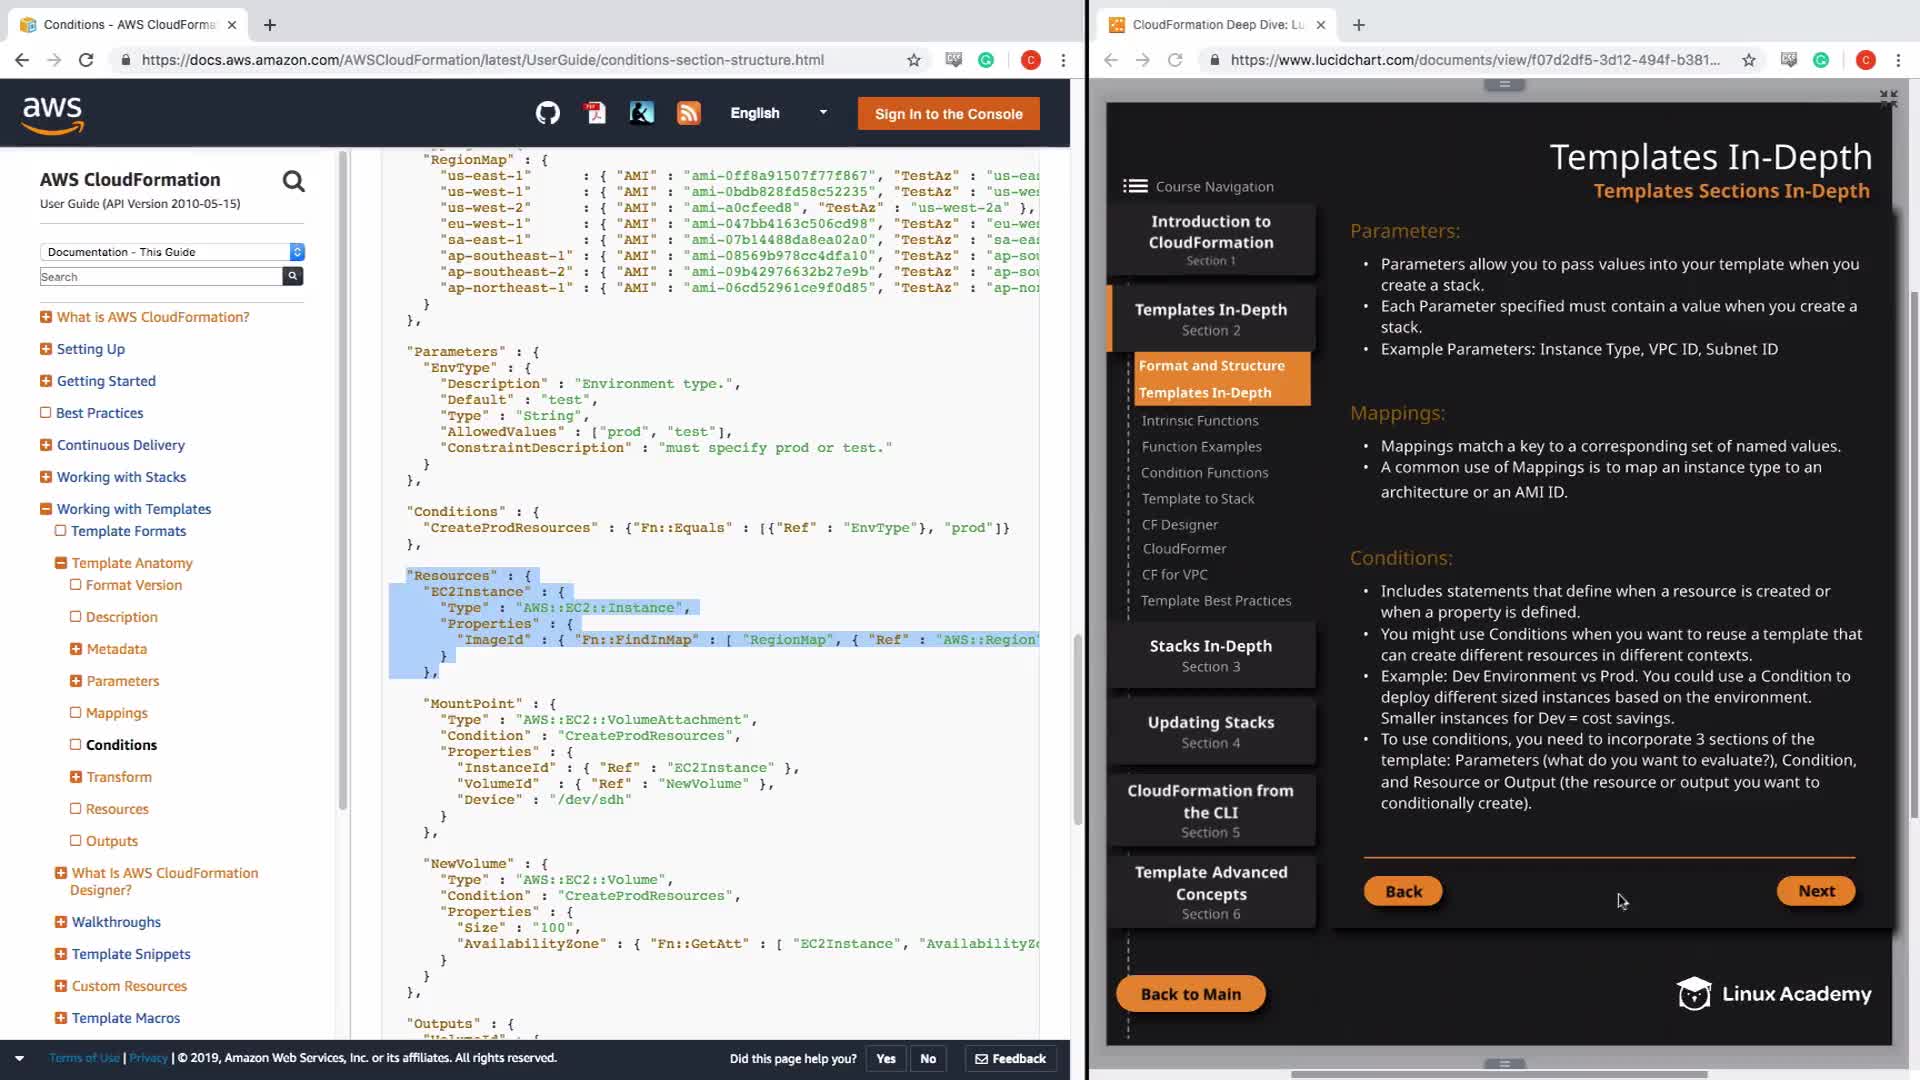 Conditions - AWS CloudForma
https://docs.aws.amazon.com/AWSCloudFormation/latest/UserGuide/conditions-section-structure.html
aws
English
Sign In to the Console
AWS CloudFormation
User Guide (API Version 2010-05-15)
Documentation - This Guide
Search
What is AWS CloudFormation?
Setting Up
Getting Started
Best Practices
Continuous Delivery
Working with Stacks
Working with Templates
Template Formats
Template Anatomy
Format Version
Description
Metadata
Parameters
Mappings
Conditions
Transform
Resources
Outputs
What Is AWS CloudFormation
Designer?
Walkthroughs
Template Snippets
Custom Resources
Template Macros
"RegionMap" : {
"us-east-1" : { "AMI" : "ami-0ff8a91507f77f867", "TestAz" : "us-eas
"us-west-1" : { "AMI" : "ami-0bdb828fd58c52235", "TestAz" : "us-wes
"us-west-2" : { "AMI" : "ami-a0cfeed8", "TestAz" : "us-west-2a" },
"eu-west-1" : { "AMI" : "ami-047bb4163c506cd98", "TestAz" : "eu-wes
"sa-east-1" : { "AMI" : "ami-07b14488da8ea02a0", "TestAz" : "sa-eas
"ap-southeast-1" : { "AMI" : "ami-08569b978cc4dfa10", "TestAz" : "ap-sou
"ap-southeast-2" : { "AMI" : "ami-09b42976632b27e9b", "TestAz" : "ap-sou
"ap-northeast-1" : { "AMI" : "ami-06cd52961ce9f0d85", "TestAz" : "ap-nor
}
},
"Parameters" : {
"EnvType" : {
"Description" : "Environment type.",
"Default" : "test",
"Type" : "String",
"AllowedValues" : ["prod", "test"],
"ConstraintDescription" : "must specify prod or test."
}
},
"Conditions" : {
"CreateProdResources" : {"Fn::Equals" : [{"Ref" : "EnvType"}, "prod"]}
},
"Resources" : {
"EC2Instance" : {
"Type" : "AWS::EC2::Instance",
"Properties" : {
"ImageId" : { "Fn::FindInMap" : [ "RegionMap", { "Ref" : "AWS::Region"
}
},
"MountPoint" : {
"Type" : "AWS::EC2::VolumeAttachment",
"Condition" : "CreateProdResources",
"Properties" : {
"InstanceId" : { "Ref" : "EC2Instance" },
"VolumeId" : { "Ref" : "NewVolume" },
"Device" : "/dev/sdh"
}
},
"NewVolume" : {
"Type" : "AWS::EC2::Volume",
"Condition" : "CreateProdResources",
"Properties" : {
"Size" : "100",
"AvailabilityZone" : { "Fn::GetAtt" : [ "EC2Instance", "AvailabilityZo
}
}
},
"Outputs" : {
Terms of Use | Privacy | © 2019, Amazon Web Services, Inc. or its affiliates. All rights reserved.
Did this page help you?
Yes
No
Feedback
CloudFormation Deep Dive: Lu
https://www.lucidchart.com/documents/view/f07d2df5-3d12-494f-b381...
C
C
Templates In-Depth
Templates Sections In-Depth
Course Navigation
Introduction to
CloudFormation
Section 1
Templates In-Depth
Section 2
Format and Structure
Templates In-Depth
Intrinsic Functions
Function Examples
Condition Functions
Template to Stack
CF Designer
CloudFormer
CF for VPC
Template Best Practices
Stacks In-Depth
Section 3
Updating Stacks
Section 4
CloudFormation from
the CLI
Section 5
Template Advanced
Concepts
Section 6
Back to Main
Parameters:
• Parameters allow you to pass values into your template when you
create a stack.
• Each Parameter specified must contain a value when you create a
stack.
• Example Parameters: Instance Type, VPC ID, Subnet ID
Mappings:
• Mappings match a key to a corresponding set of named values.
• A common use of Mappings is to map an instance type to an
architecture or an AMI ID.
Conditions:
• Includes statements that define when a resource is created or
when a property is defined.
• You might use Conditions when you want to reuse a template that
can create different resources in different contexts.
• Example: Dev Environment vs Prod. You could use a Condition to
deploy different sized instances based on the environment.
Smaller instances for Dev = cost savings.
• To use conditions, you need to incorporate 3 sections of the
template: Parameters (what do you want to evaluate?), Condition,
and Resource or Output (the resource or output you want to
conditionally create).
Back
Next
Linux Academy